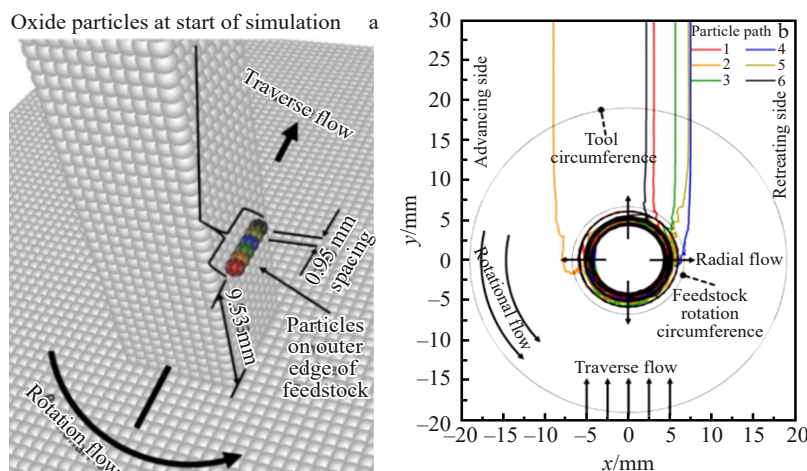 Oxide particles at start of simulation
a
Traverse flow
0.95 mm
spacing
9.53 mm
Particles
on outer
edge of
feedstock
Rotation flow
b
Particle path
1
2
3
4
5
6
Advancing side
Retreating side
Tool
circumference
Radial flow
Rotational flow
Feedstock
rotation
circumference
Traverse flow
y/mm
30
25
20
15
10
5
0
−5
−10
−15
−20
−20 −15 −10 −5 0 5 10 15 20
x/mm